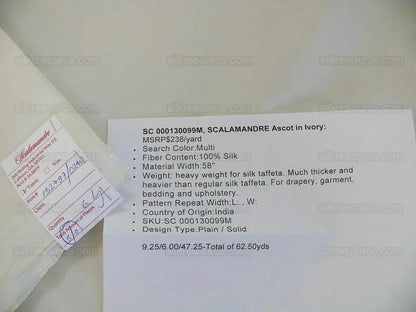 SC 000130099M, SCALAMANDRE Ascot in Ivory:
MSRP$238/yard
• Search Color:Multi
• Fiber Content:100% Silk
• Material Width:58"
• Weight: heavy weight for silk taffeta. Much thicker and
heavier than regular silk taffeta. For drapery, garment,
bedding and upholstery.
• Pattern Repeat Width:L: , W:
• Country of Origin:India
• SKU:SC 000130099M
• Design Type:Plain / Solid
9.25/6.00/47.25-Total of 62.50yds
Scalamandre
Quantity
silkresource.com